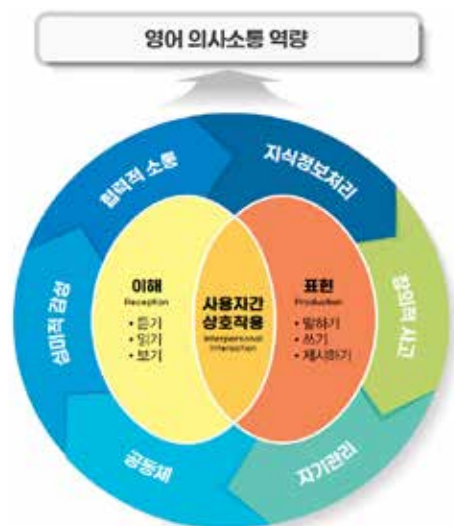 영어 의사소통 역량
협력적 소통
지식정보처리
심미적 감성
창의적 사고
이해
Reception
• 듣기
• 읽기
• 보기
사용자간
상호작용
Interpersonal
Interaction
표현
Production
• 말하기
• 쓰기
• 제시하기
공동체
자기관리